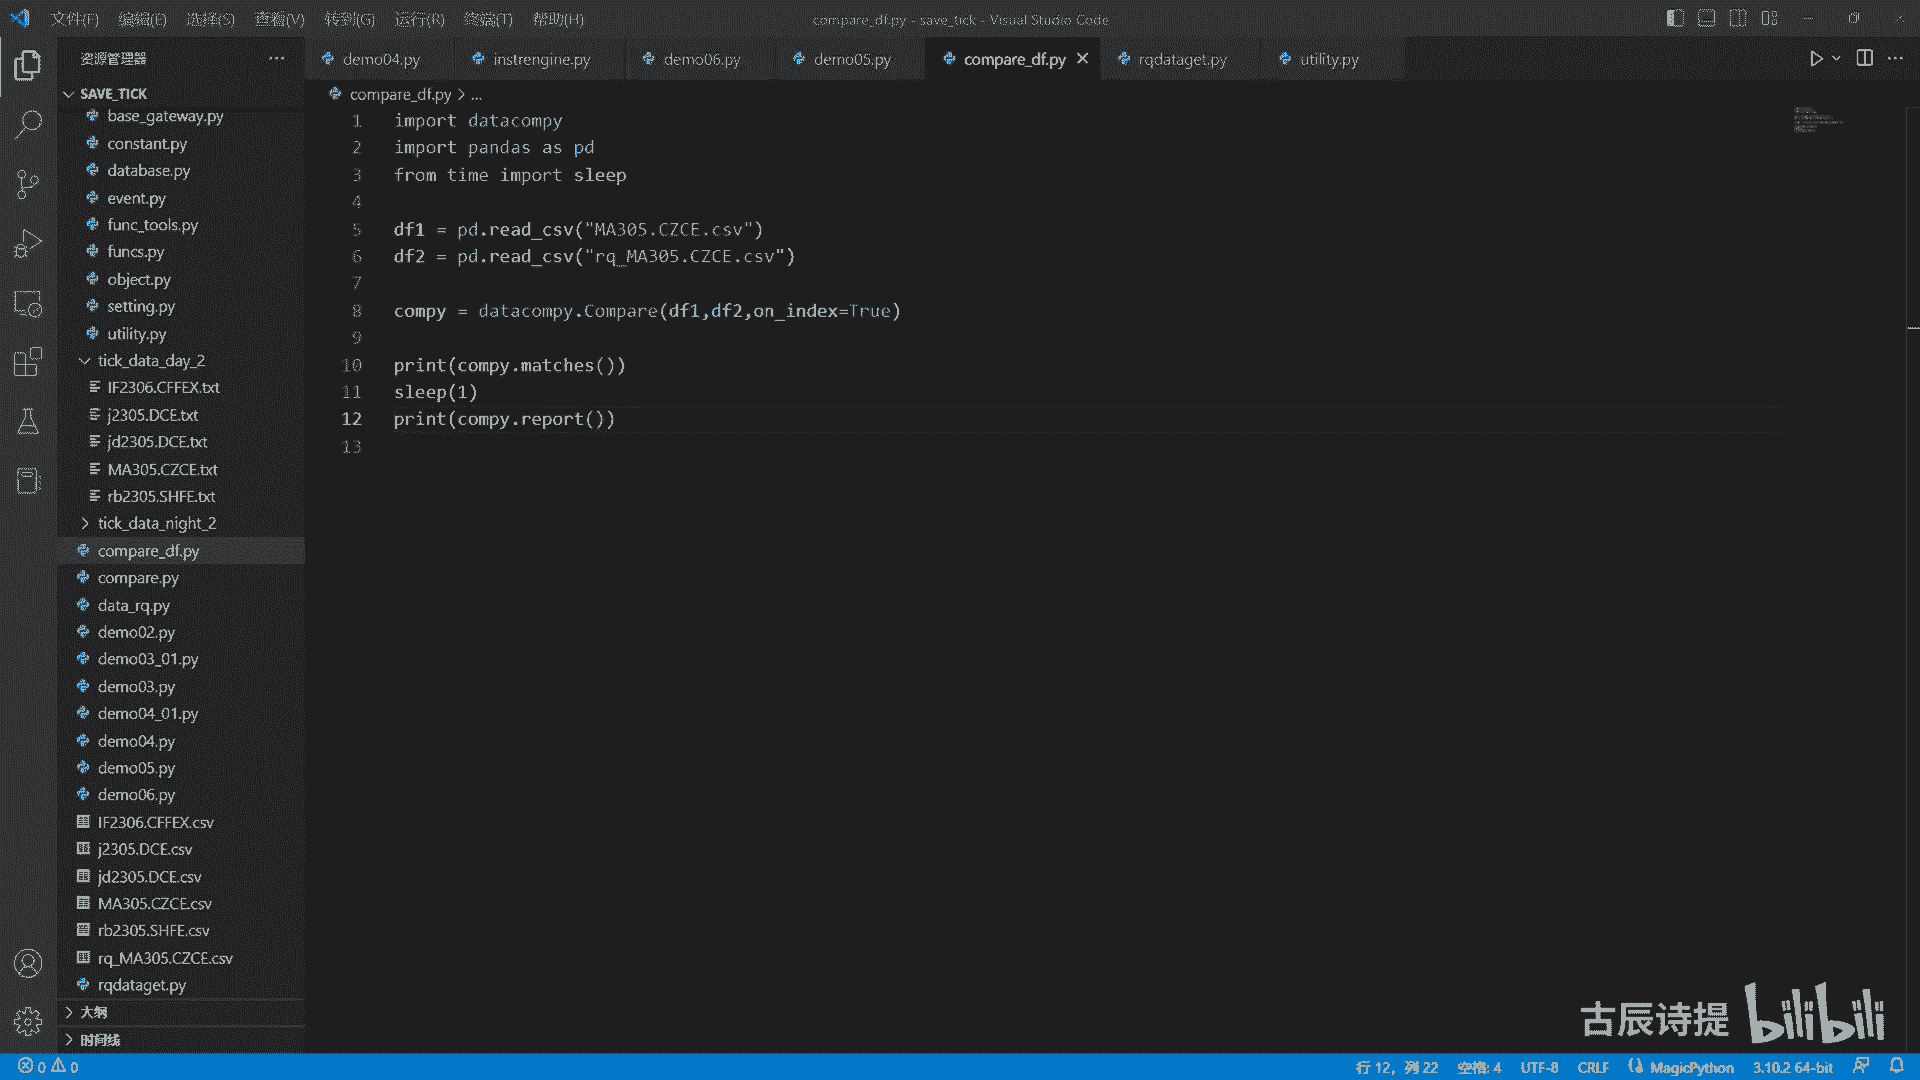 文件(F) 编辑(E) 选择(S) 查看(V) 转到(G) 运行(R) 终端(T) 帮助(H)
compare_df.py - save_tick - Visual Studio Code
资源管理器
demo04.py instrengine.py demo06.py demo05.py compare_df.py rqdataget.py utility.py
SAVE_TICK
base_gateway.py
constant.py
database.py
event.py
func_tools.py
funcs.py
object.py
setting.py
utility.py
tick_data_day_2
IF2306.CFFEX.txt
j2305.DCE.txt
jd2305.DCE.txt
MA305.CZCE.txt
rb2305.SHFE.txt
tick_data_night_2
compare_df.py
compare.py
data_rq.py
demo02.py
demo03_01.py
demo03.py
demo04_01.py
demo04.py
demo05.py
demo06.py
IF2306.CFFEX.csv
j2305.DCE.csv
jd2305.DCE.csv
MA305.CZCE.csv
rb2305.SHFE.csv
rq_MA305.CZCE.csv
rqdataget.py
大纲
时间线
compare_df.py > ...
1 import datacompy
2 import pandas as pd
3 from time import sleep
4
5 df1 = pd.read_csv("MA305.CZCE.csv")
6 df2 = pd.read_csv("rq_MA305.CZCE.csv")
7
8 compy = datacompy.Compare(df1,df2,on_index=True)
9
10 print(compy.matches())
11 sleep(1)
12 print(compy.report())
13
古辰诗提 bilibili
0 0
行 12，列 22 空格: 4 UTF-8 CRLF MagicPython 3.10.2 64-bit